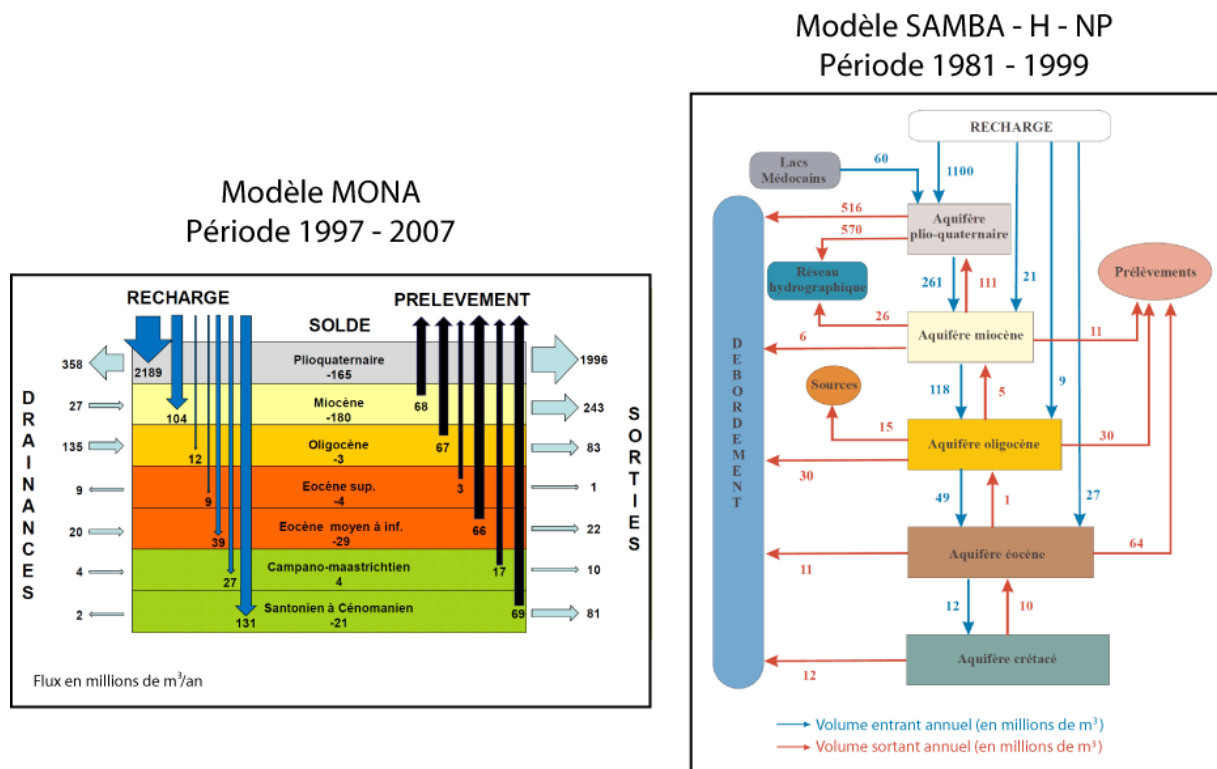 Modèle MONA
Période 1997 - 2007
RECHARGE
PRELEVEMENT
SOLDE
DRAINANCES
SORTIES
358
2189
Plioquaternaire
-165
1996
27
104
Miocène
-180
68
243
135
12
Oligocène
-3
67
83
9
9
Eocène sup.
-4
3
1
20
39
Eocène moyen à inf.
-29
66
22
4
27
Campano-maastrichtien
4
17
10
2
131
Santonien à Cénomanien
-21
69
81
Flux en millions de m³/an
Modèle SAMBA - H - NP
Période 1981 - 1999
RECHARGE
Lacs
Médocains
60
1100
516
570
Aquifère
plio-quaternaire
Réseau
hydrographique
261
111
21
Prélèvements
26
6
Aquifère miocène
11
DEBORDEMENT
Sources
118
5
9
15
30
Aquifère oligocène
30
49
1
27
11
Aquifère éocène
64
12
10
12
Aquifère crétacé
Volume entrant annuel (en millions de m³)
Volume sortant annuel (en millions de m³)